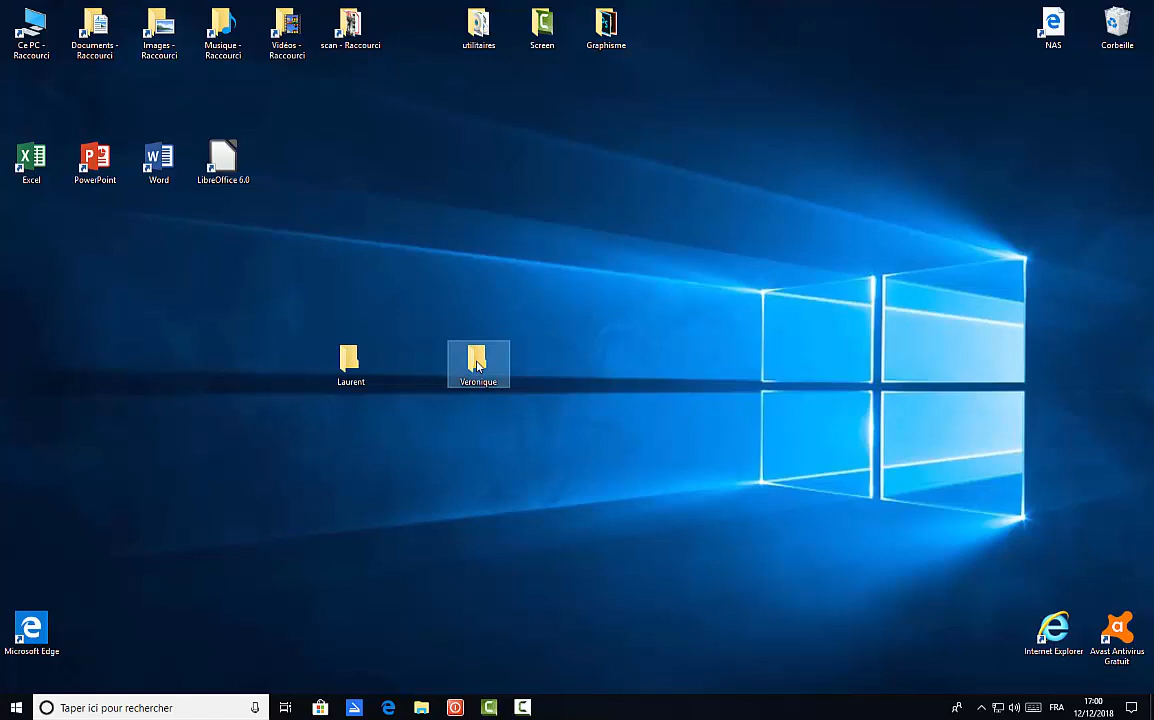 Ce PC -
Raccourci
Documents -
Raccourci
Images -
Raccourci
Musique -
Raccourci
Vidéos -
Raccourci
scan - Raccourci
utilitaires
Screen
Graphisme
NAS
Corbeille
Excel
PowerPoint
Word
LibreOffice 6.0
Laurent
Veronique
Microsoft Edge
Internet Explorer
Avast Antivirus
Gratuit
Taper ici pour rechercher
FRA
17:00
12/12/2018